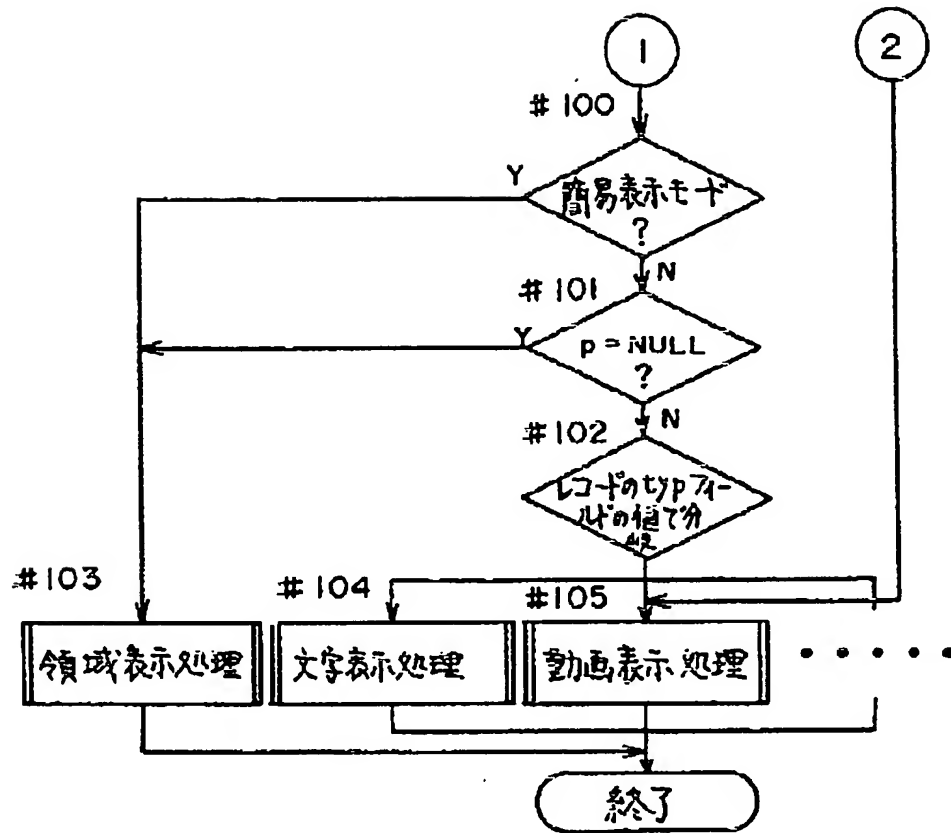 1
2
#100
Y
簡易表示モード
?
N
#101
Y
p = NULL
?
N
#102
レコードのtypフィー
ルドの値で分
岐
#103
#104
#105
領域表示処理
文字表示処理
動画表示処理
•••••
終了